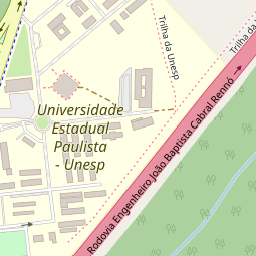 Trilha da Unesp
Trilha da
Universidade
Estadual
Paulista
- Unesp
Rodovia Engenheiro João Baptista Cabral Rennó